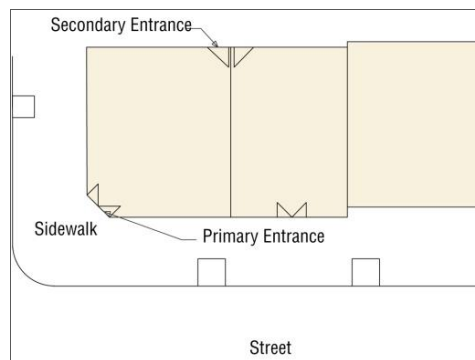 Secondary Entrance
Sidewalk
Primary Entrance
Street